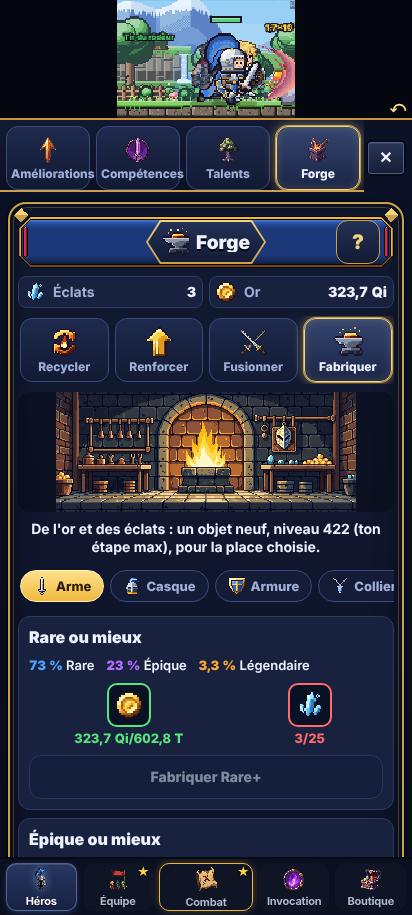 Améliorations
Compétences
Talents
Forge
×
Forge
?
Éclats 3
Or 323,7 Qi
Recycler
Renforcer
Fusionner
Fabriquer
De l'or et des éclats : un objet neuf, niveau 422 (ton
étape max), pour la place choisie.
Arme
Casque
Armure
Collier
Rare ou mieux
73 % Rare 23 % Épique 3,3 % Légendaire
323,7 Qi/602,8 T
3/25
Fabriquer Rare+
Épique ou mieux
Héros
Équipe
Combat
Invocation
Boutique